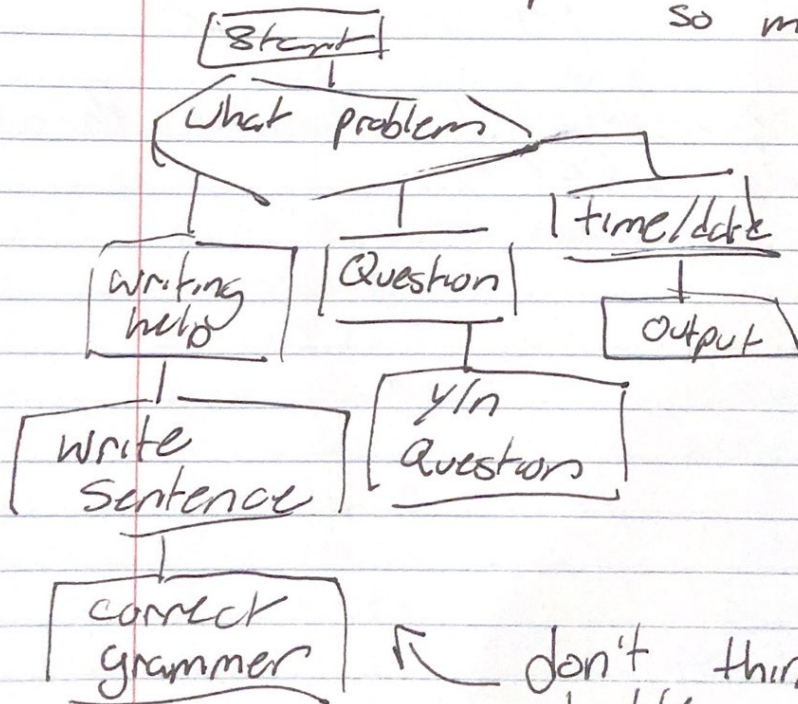 so m
Start
what problem
time/date
writing
help
Question
Output
write
sentence
y/n
Question
correct
grammer
don't thin